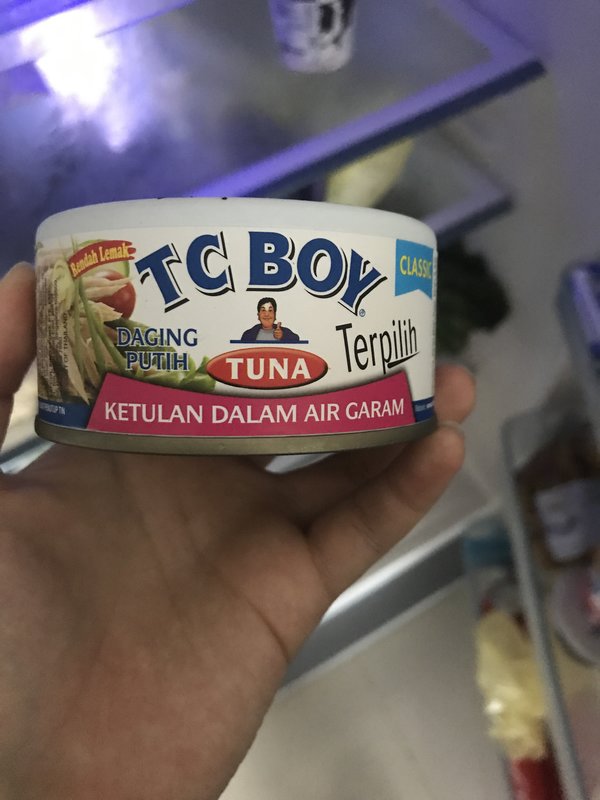 Rendah Lemak
TC BOY
CLASSIC
DAGING
PUTIH
TUNA
Terpilih
KETULAN DALAM AIR GARAM